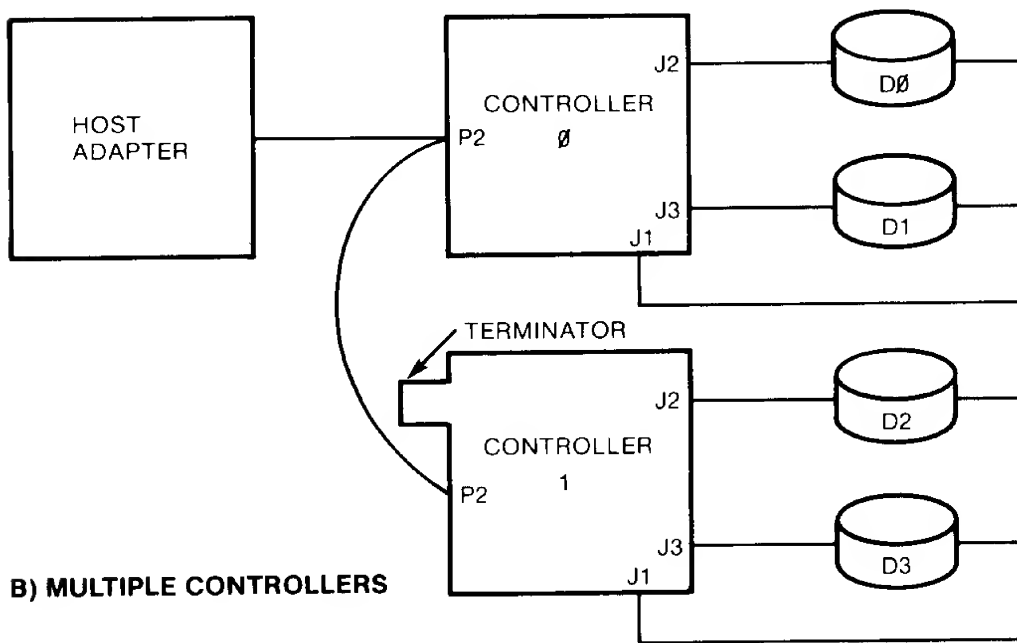 HOST
ADAPTER
CONTROLLER
Ø
P2
J2
J3
J1
DØ
D1
TERMINATOR
CONTROLLER
1
P2
J2
J3
J1
D2
D3
B) MULTIPLE CONTROLLERS